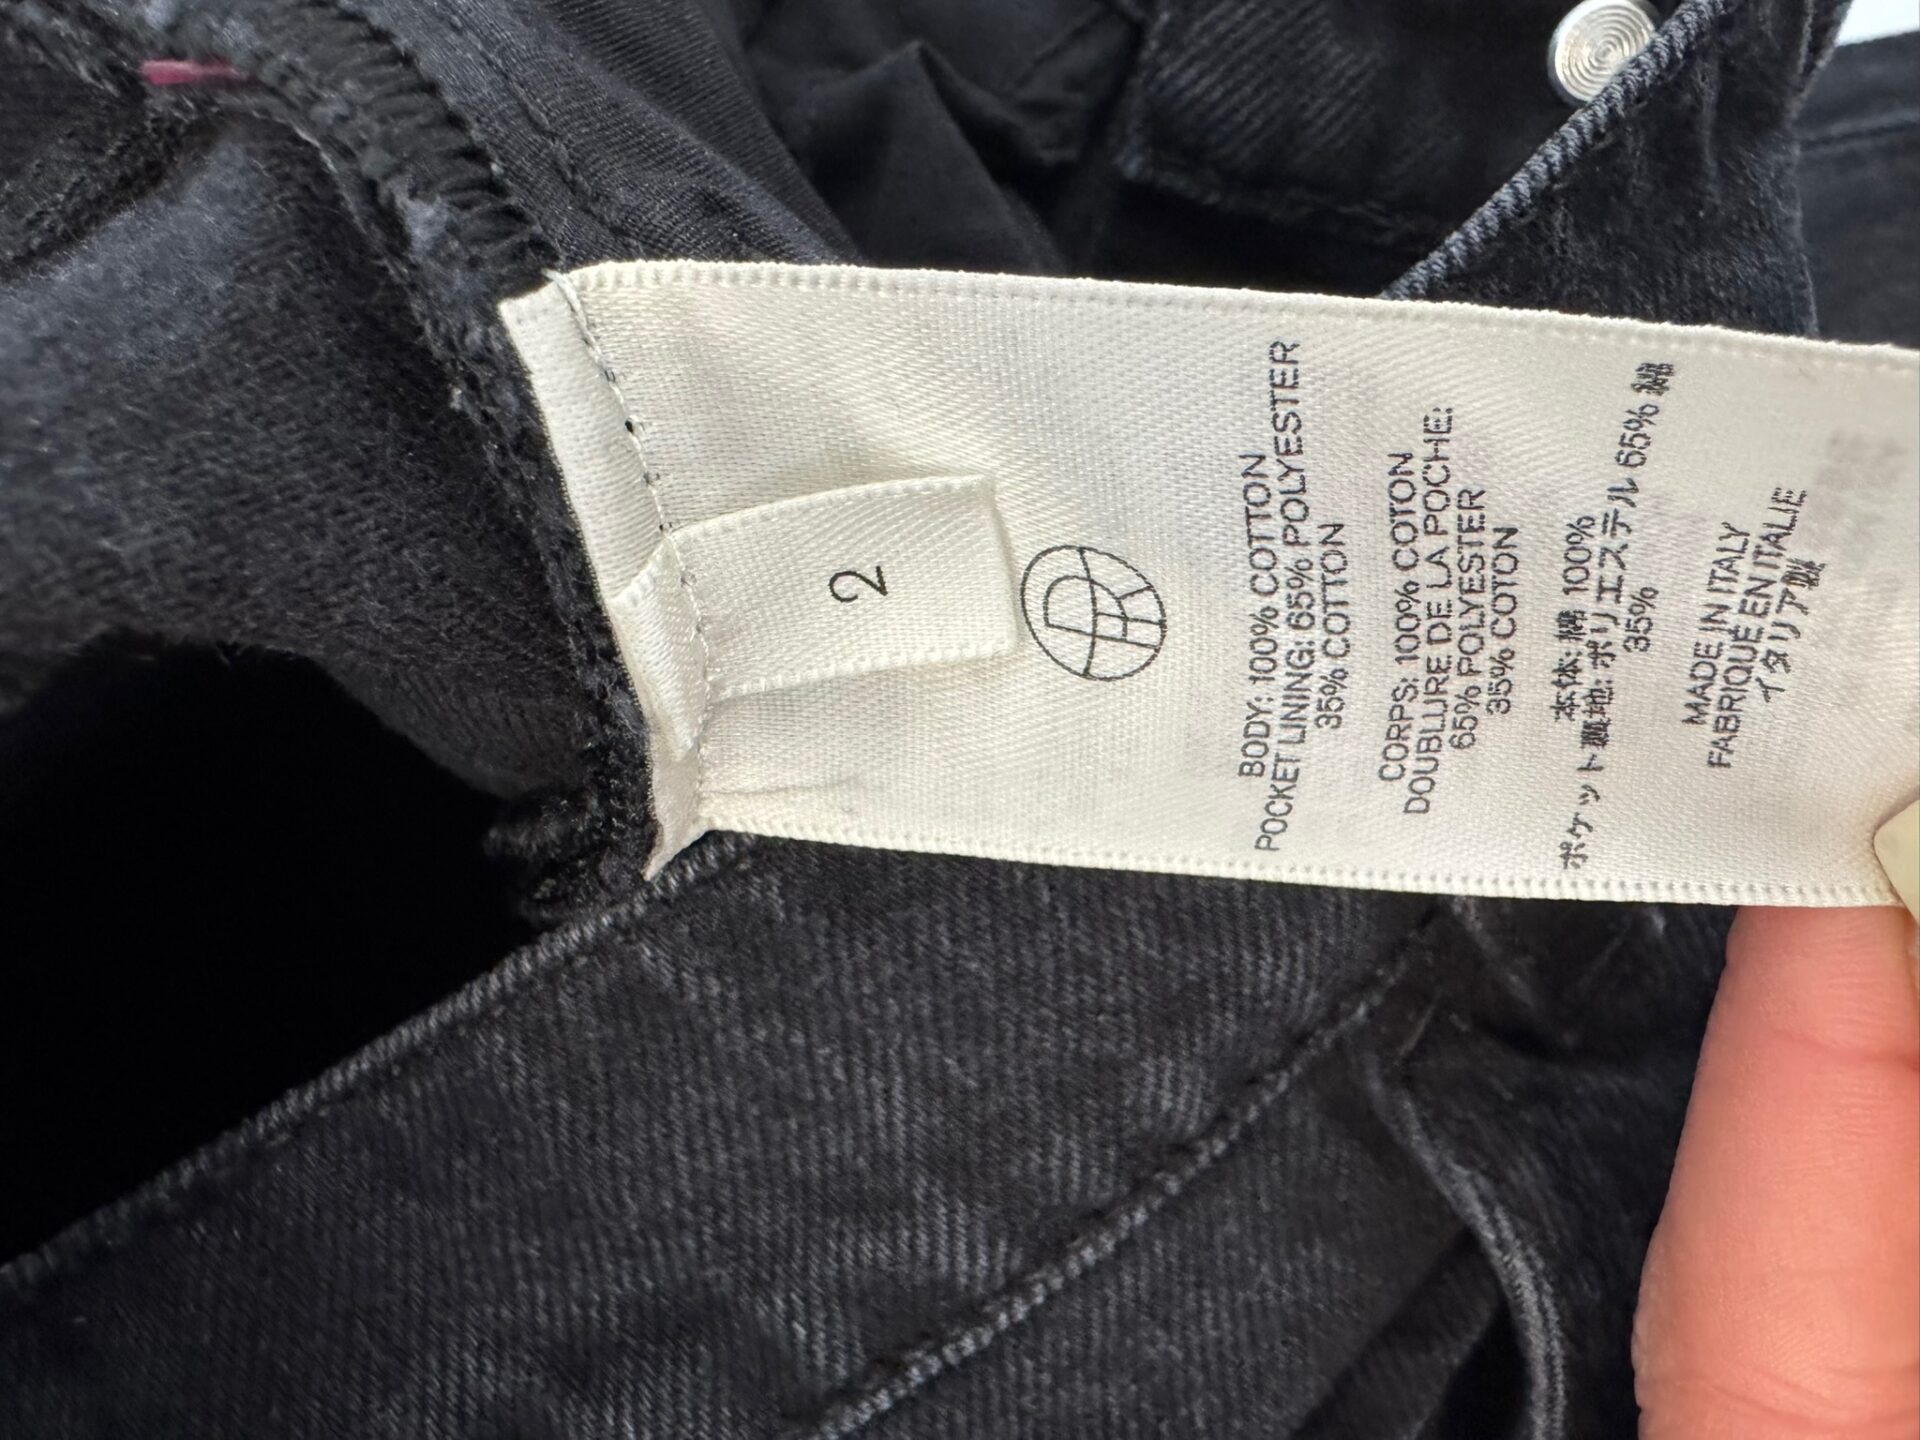 2
BODY: 100% COTTON
POCKET LINING: 65% POLYESTER
35% COTTON
CORPS: 100% COTON
DOUBLURE DE LA POCHE:
65% POLYESTER
35% COTON
本体: 綿 100%
ポケット裏地: ポリエステル 65% 綿
35%
MADE IN ITALY
FABRIQUE EN ITALIE
イタリア製